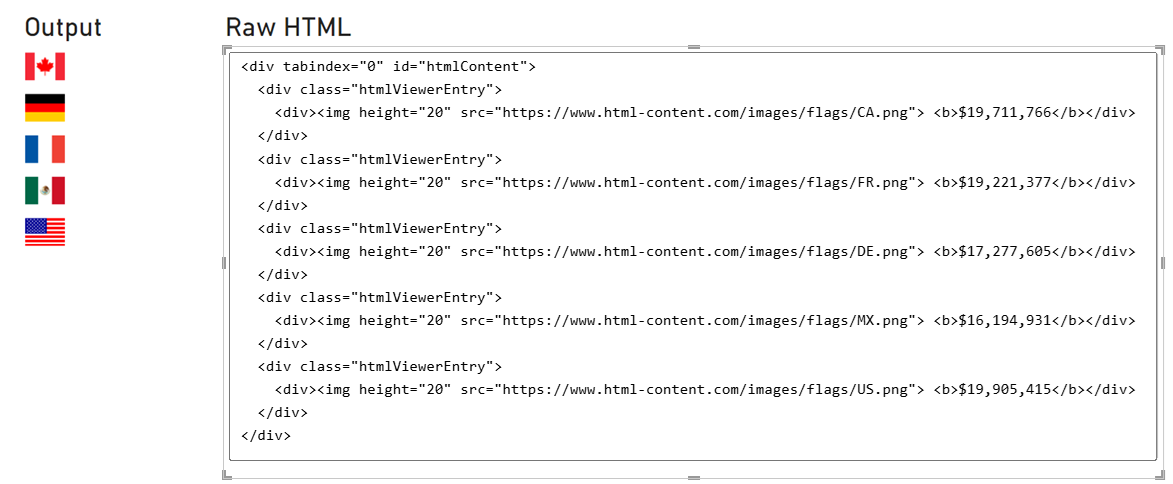 Output
Raw HTML
<div tabindex="0" id="htmlContent">
  <div class="htmlViewerEntry">
    <div><img height="20" src="https://www.html-content.com/images/flags/CA.png"> <b>$19,711,766</b></div>
  </div>
  <div class="htmlViewerEntry">
    <div><img height="20" src="https://www.html-content.com/images/flags/FR.png"> <b>$19,221,377</b></div>
  </div>
  <div class="htmlViewerEntry">
    <div><img height="20" src="https://www.html-content.com/images/flags/DE.png"> <b>$17,277,605</b></div>
  </div>
  <div class="htmlViewerEntry">
    <div><img height="20" src="https://www.html-content.com/images/flags/MX.png"> <b>$16,194,931</b></div>
  </div>
  <div class="htmlViewerEntry">
    <div><img height="20" src="https://www.html-content.com/images/flags/US.png"> <b>$19,905,415</b></div>
  </div>
</div>